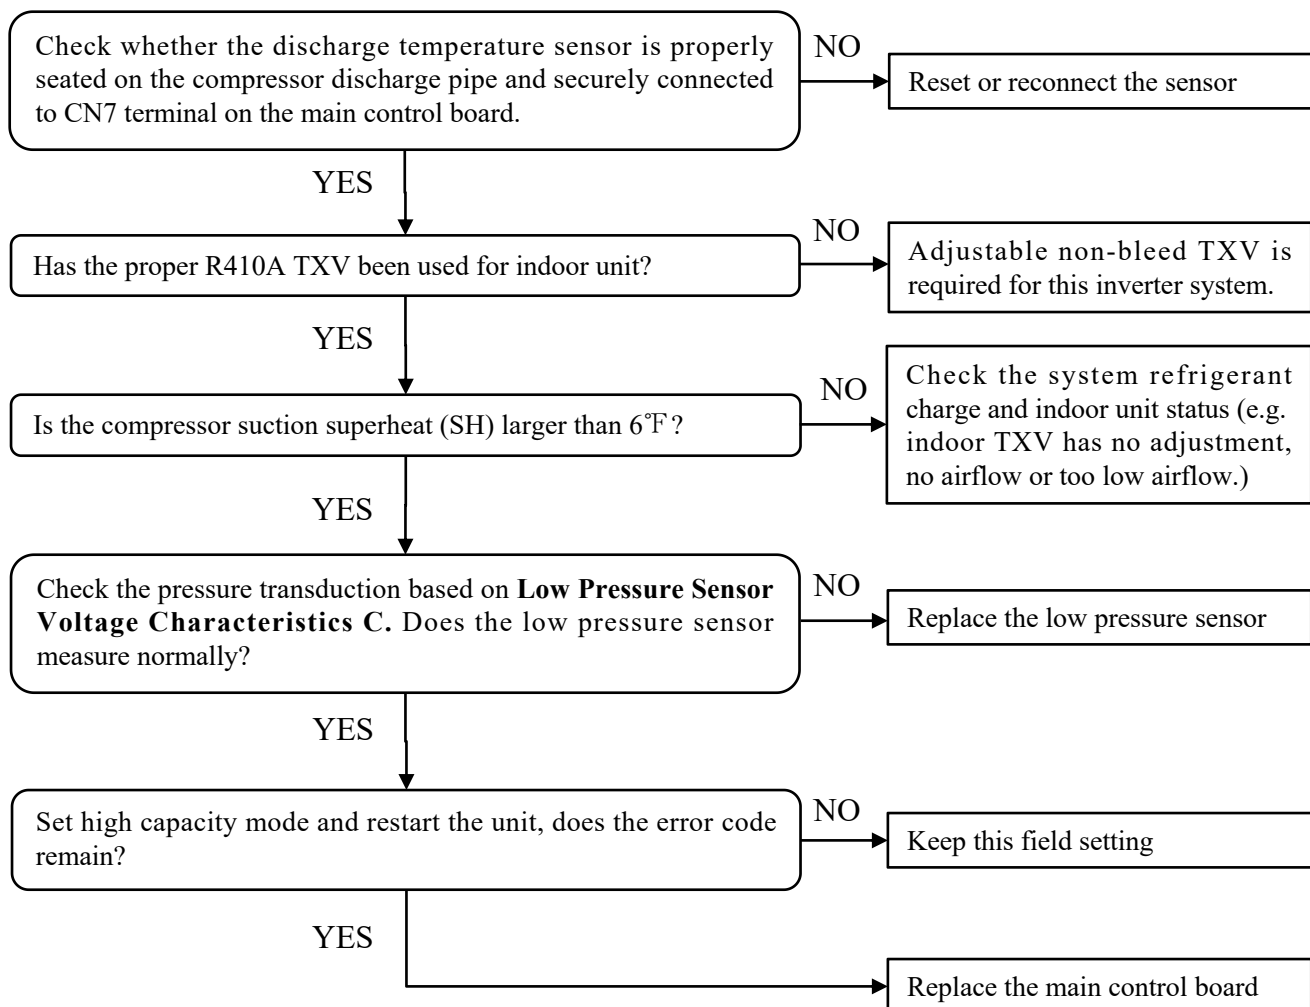 Check whether the discharge temperature sensor is properly
seated on the compressor discharge pipe and securely connected
to CN7 terminal on the main control board.
NO
Reset or reconnect the sensor
YES
Has the proper R410A TXV been used for indoor unit?
NO
Adjustable non-bleed TXV is
required for this inverter system.
YES
Is the compressor suction superheat (SH) larger than 6℉?
NO
Check the system refrigerant
charge and indoor unit status (e.g.
indoor TXV has no adjustment,
no airflow or too low airflow.)
YES
Check the pressure transduction based on Low Pressure Sensor
Voltage Characteristics C. Does the low pressure sensor
measure normally?
NO
Replace the low pressure sensor
YES
Set high capacity mode and restart the unit, does the error code
remain?
NO
Keep this field setting
YES
Replace the main control board